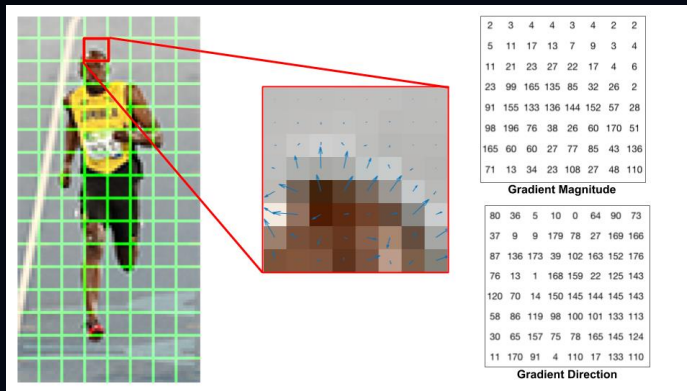 2 3 4 4 3 4 2 2
5 11 17 13 7 9 3 4
11 21 23 27 22 17 4 6
23 99 165 135 85 32 26 2
91 155 133 136 144 152 57 28
98 196 76 38 26 60 170 51
165 60 60 27 77 85 43 136
71 13 34 23 108 27 48 110
Gradient Magnitude
80 36 5 10 0 64 90 73
37 9 9 179 78 27 169 166
87 136 173 39 102 163 152 176
76 13 1 168 159 22 125 143
120 70 14 150 145 144 145 143
58 86 119 98 100 101 133 113
30 65 157 75 78 165 145 124
11 170 91 4 110 17 133 110
Gradient Direction